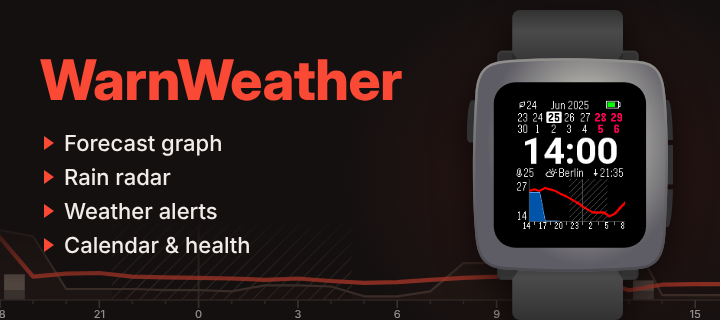 WarnWeather
Forecast graph
Rain radar
Weather alerts
Calendar & health
24 Jun 2025
23 24 25 26 27 28 29
30 1 2 3 4 5 6
14:00
25 Berlin 21:35
27
14
14 17 20 23 2 5 8
21 0 3 6 9 15